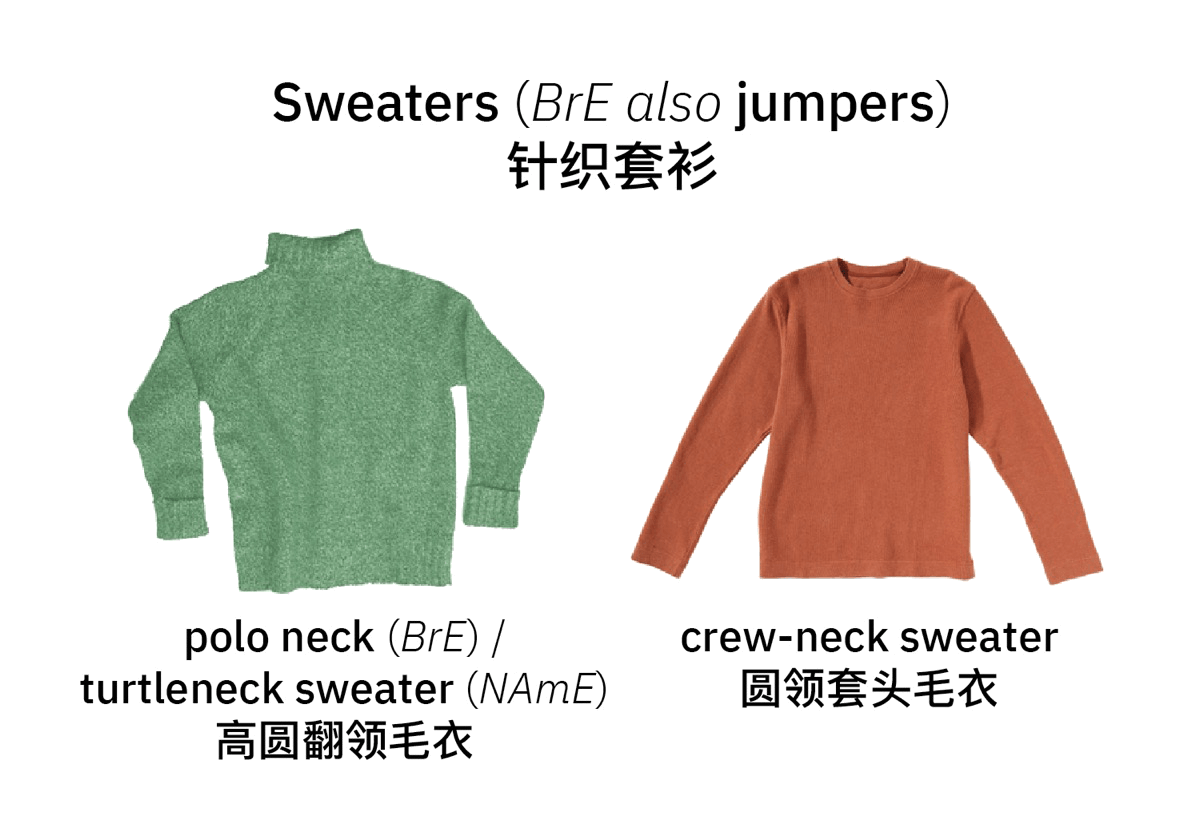 Sweaters (BrE also jumpers)
针织套衫
polo neck (BrE) /
turtleneck sweater (NAmE)
高圆翻领毛衣
crew-neck sweater
圆领套头毛衣